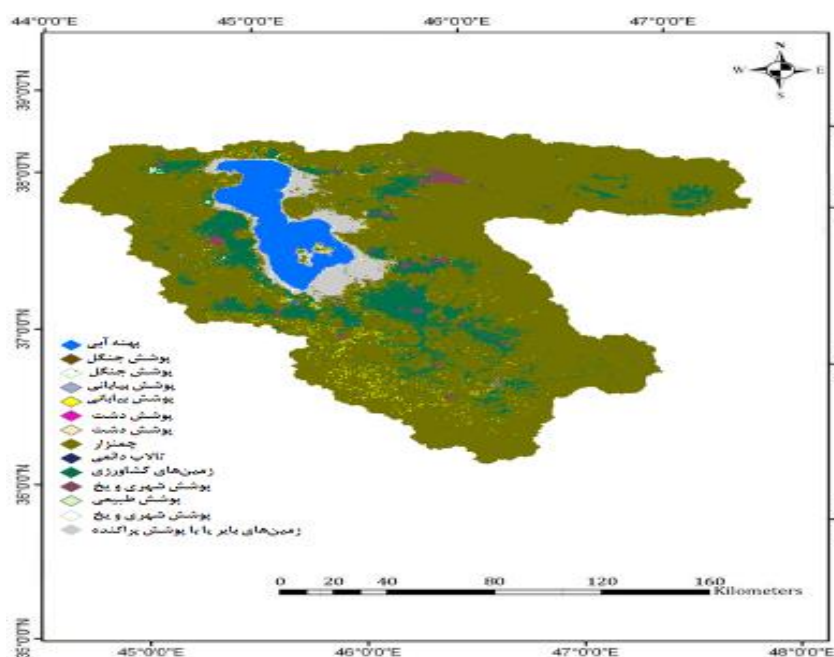 44°0'0"E 45°0'0"E 46°0'0"E 47°0'0"E
N
W E
S
39°0'0"N
38°0'0"N
37°0'0"N
36°0'0"N
35°0'0"N
پهنه آبی
پوشش جنگل
پوشش جنگل
پوشش بیابانی
پوشش بیابانی
پوشش دشت
پوشش دشت
چمنزار
تالاب دائمی
زمین‌های کشاورزی
پوشش شهری و یخ
پوشش طبیعی
پوشش شهری و یخ
زمین‌های بایر یا با پوشش پراکنده
0 20 40 80 120 160
Kilometers
45°0'0"E 46°0'0"E 47°0'0"E 48°0'0"E